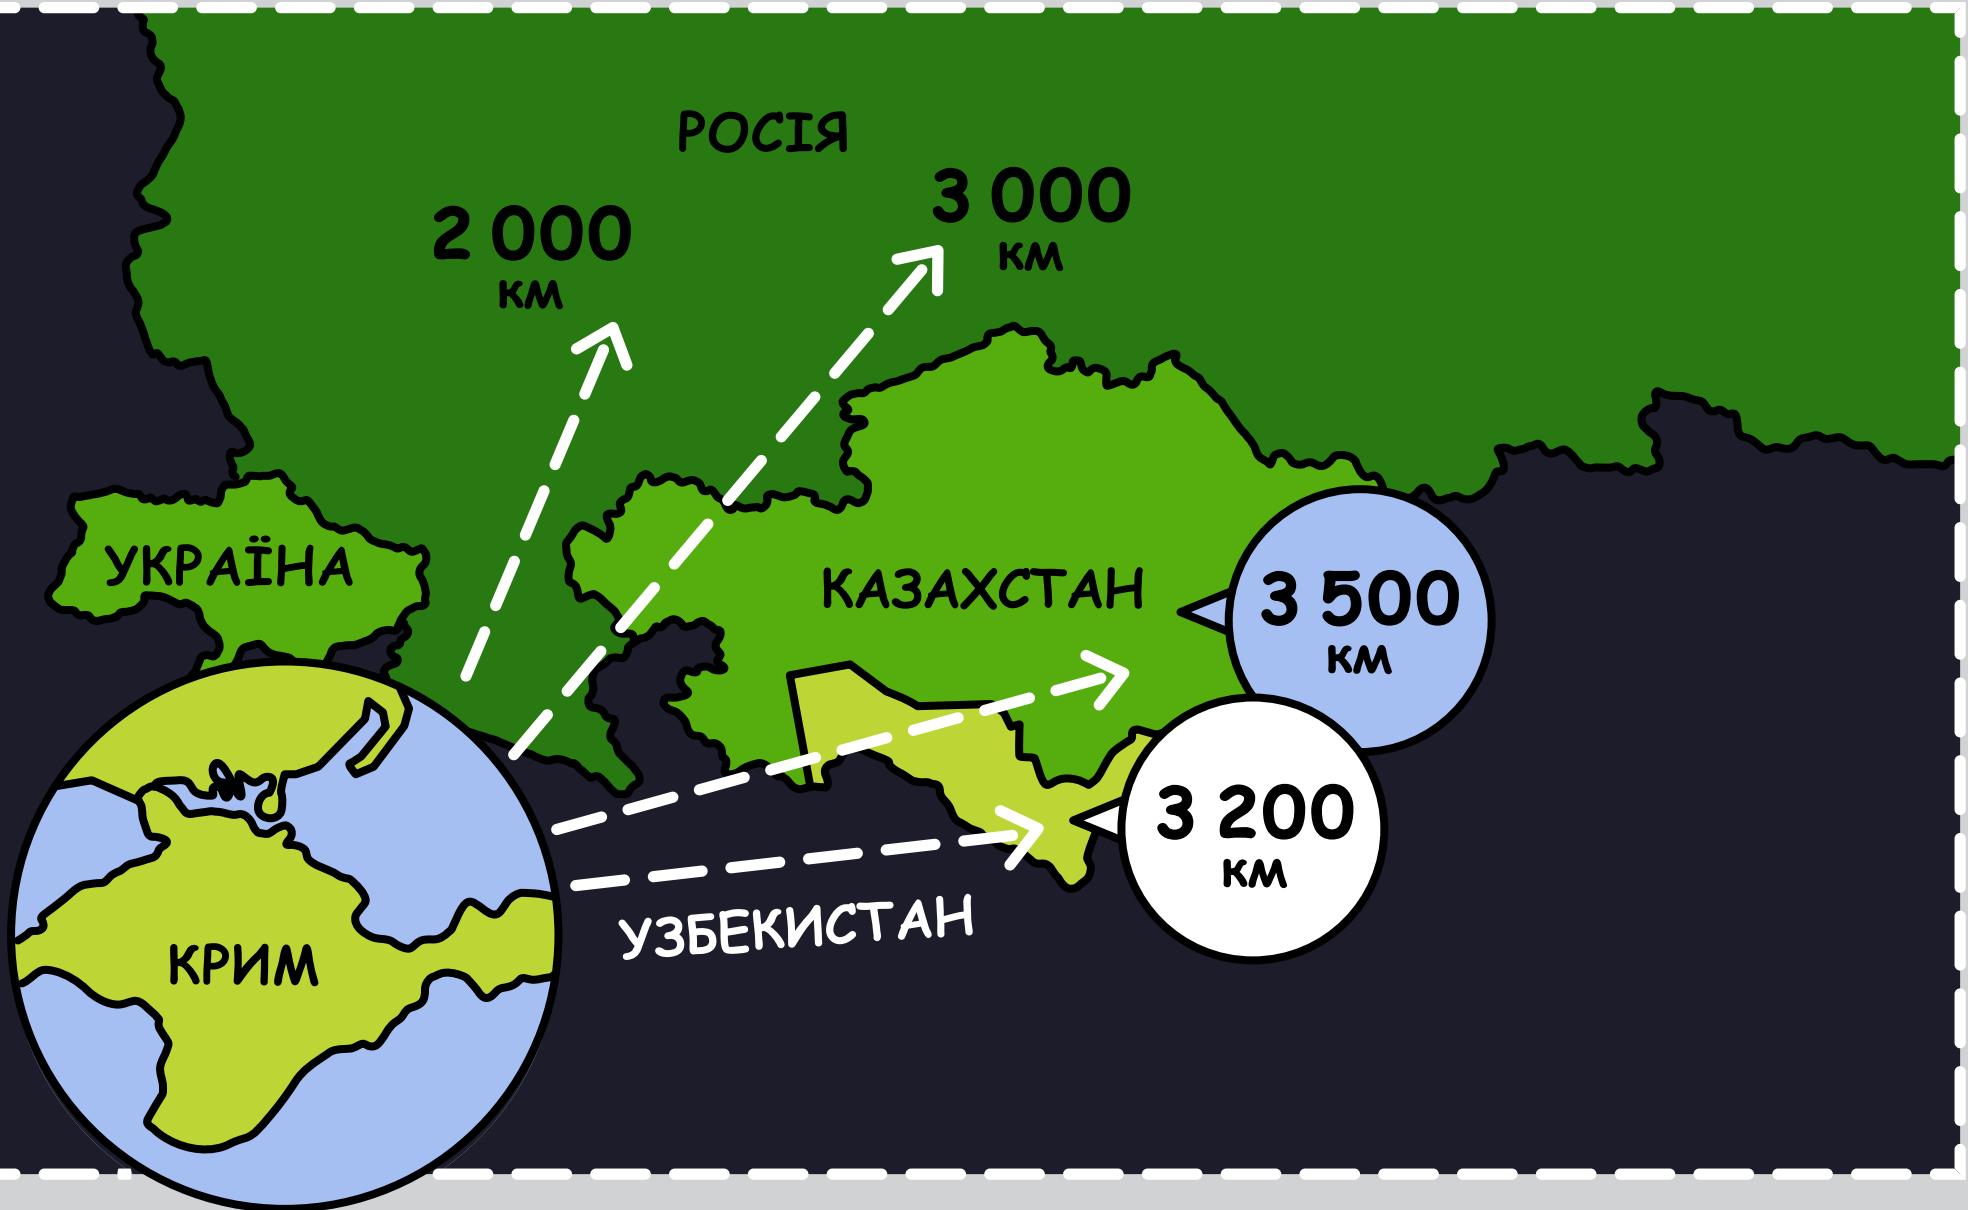 РОСІЯ
2 000
км
3 000
км
УКРАЇНА
КАЗАХСТАН
3 500
км
3 200
км
УЗБЕКИСТАН
КРИМ